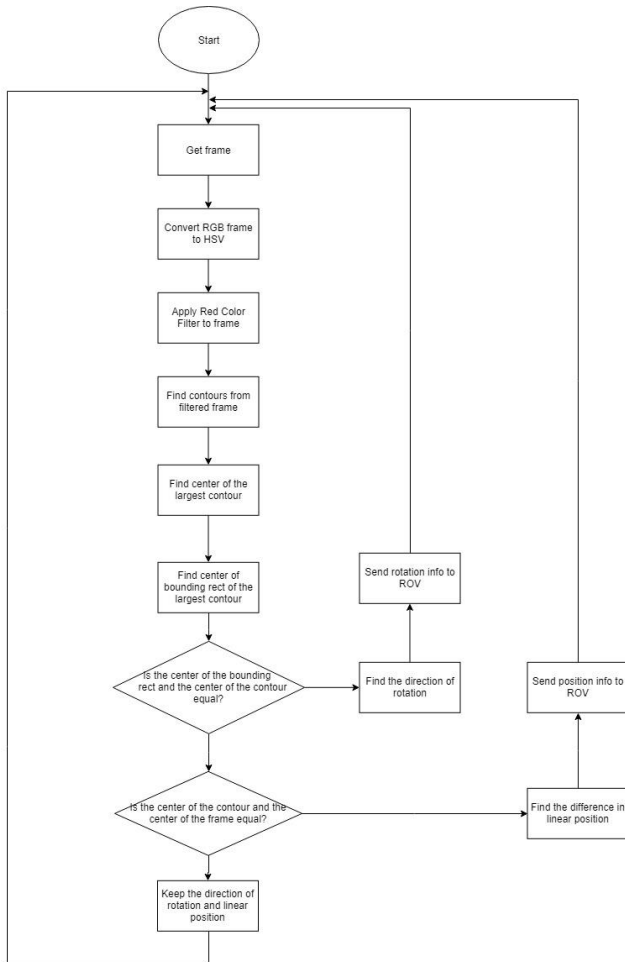 Start
Get frame
Convert RGB frame
to HSV
Apply Red Color
Filter to frame
Find contours from
filtered frame
Find center of the
largest contour
Find center of
bounding rect of the
largest contour
Send rotation info to
ROV
Is the center of the bounding
rect and the center of the contour
equal?
Find the direction of
rotation
Send position info to
ROV
Is the center of the contour and the
center of the frame equal?
Find the difference in
linear position
Keep the direction of
rotation and linear
position